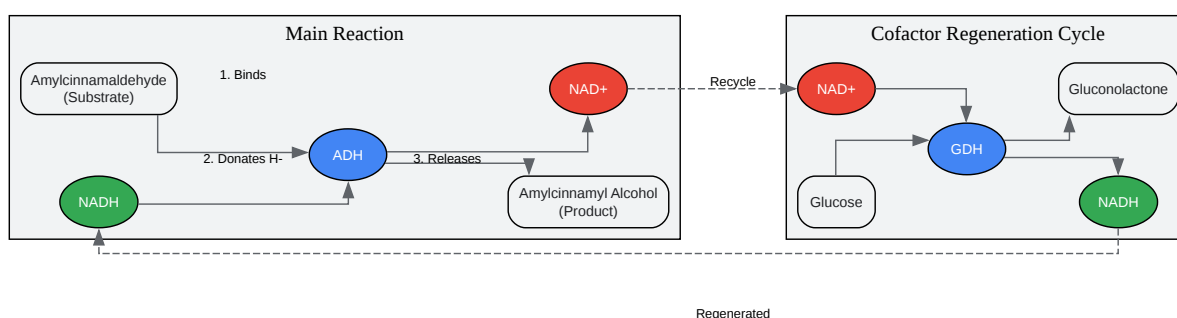 Main Reaction
Amylcinnamaldehyde
(Substrate)
1. Binds
NAD+
2. Donates H-
ADH
3. Releases
NADH
Amylcinnamyl Alcohol
(Product)
Recycle
Cofactor Regeneration Cycle
NAD+
Gluconolactone
GDH
Glucose
NADH
Regenerated